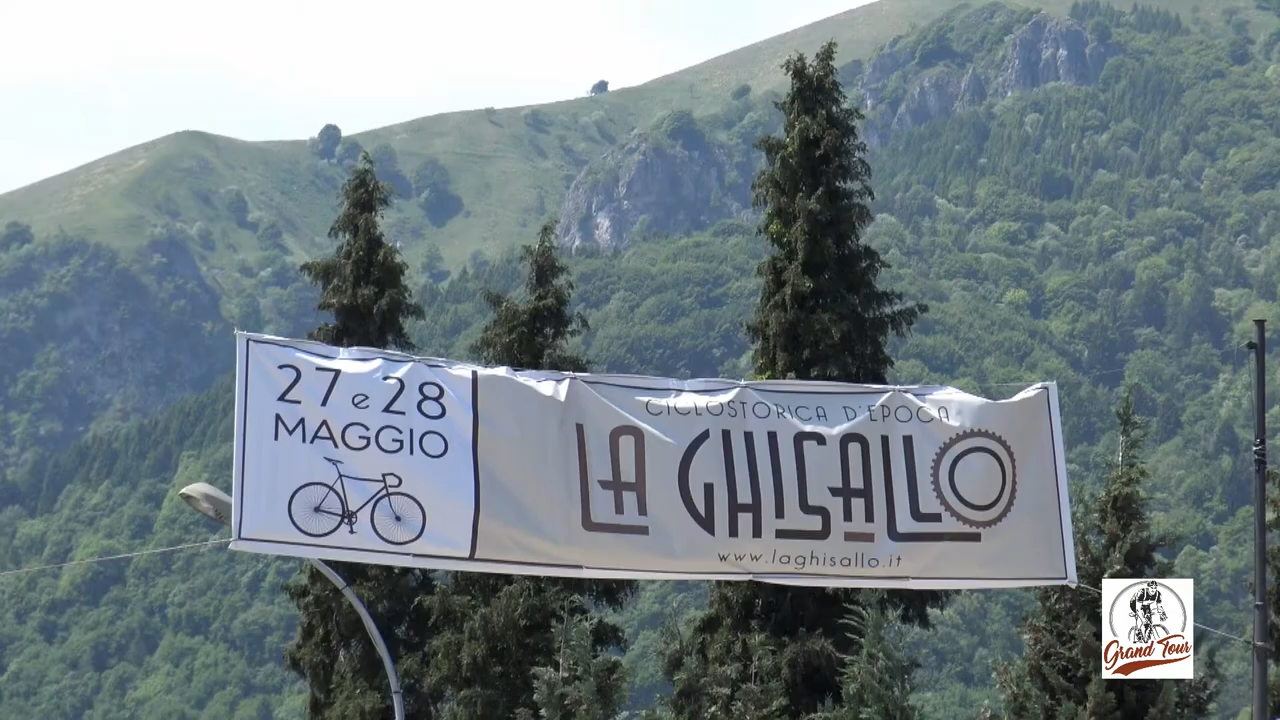 27 e 28
MAGGIO
CICLOSTORICA D'EPOCA
LA GHISALLO
www.laghisallo.it
Grand Tour